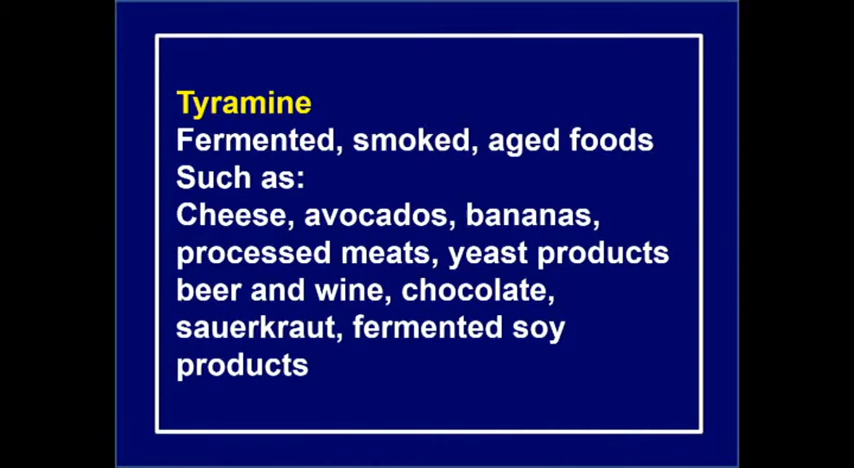 Tyramine
Fermented, smoked, aged foods
Such as:
Cheese, avocados, bananas,
processed meats, yeast products
beer and wine, chocolate,
sauerkraut, fermented soy
products